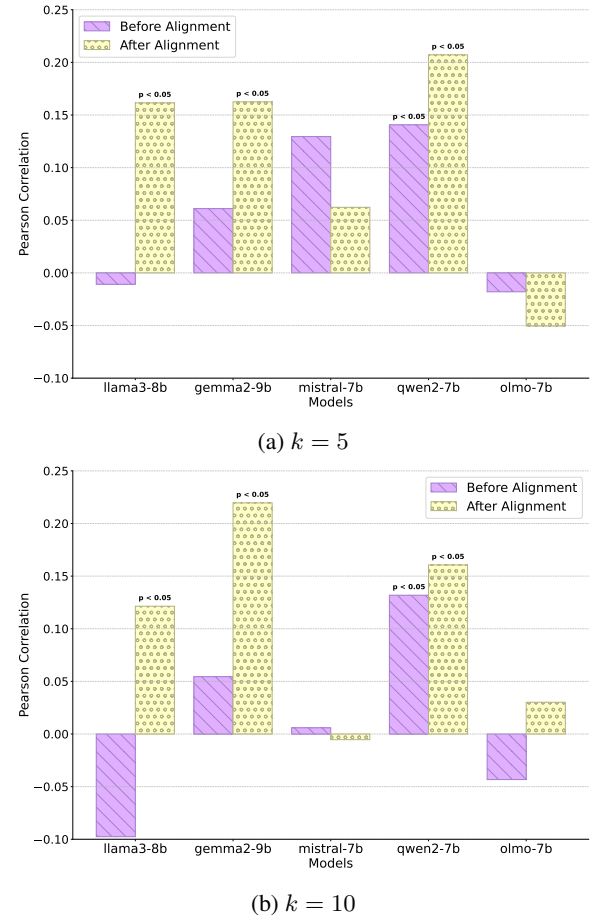 0.25
Before Alignment
After Alignment
0.20
0.15
0.10
0.05
0.00
−0.05
−0.10
Pearson Correlation
p < 0.05
p < 0.05
p < 0.05
p < 0.05
llama3-8b gemma2-9b mistral-7b qwen2-7b olmo-7b
Models
(a) k = 5
0.25
Before Alignment
After Alignment
0.20
0.15
0.10
0.05
0.00
−0.05
−0.10
Pearson Correlation
p < 0.05
p < 0.05
p < 0.05
p < 0.05
llama3-8b gemma2-9b mistral-7b qwen2-7b olmo-7b
Models
(b) k = 10